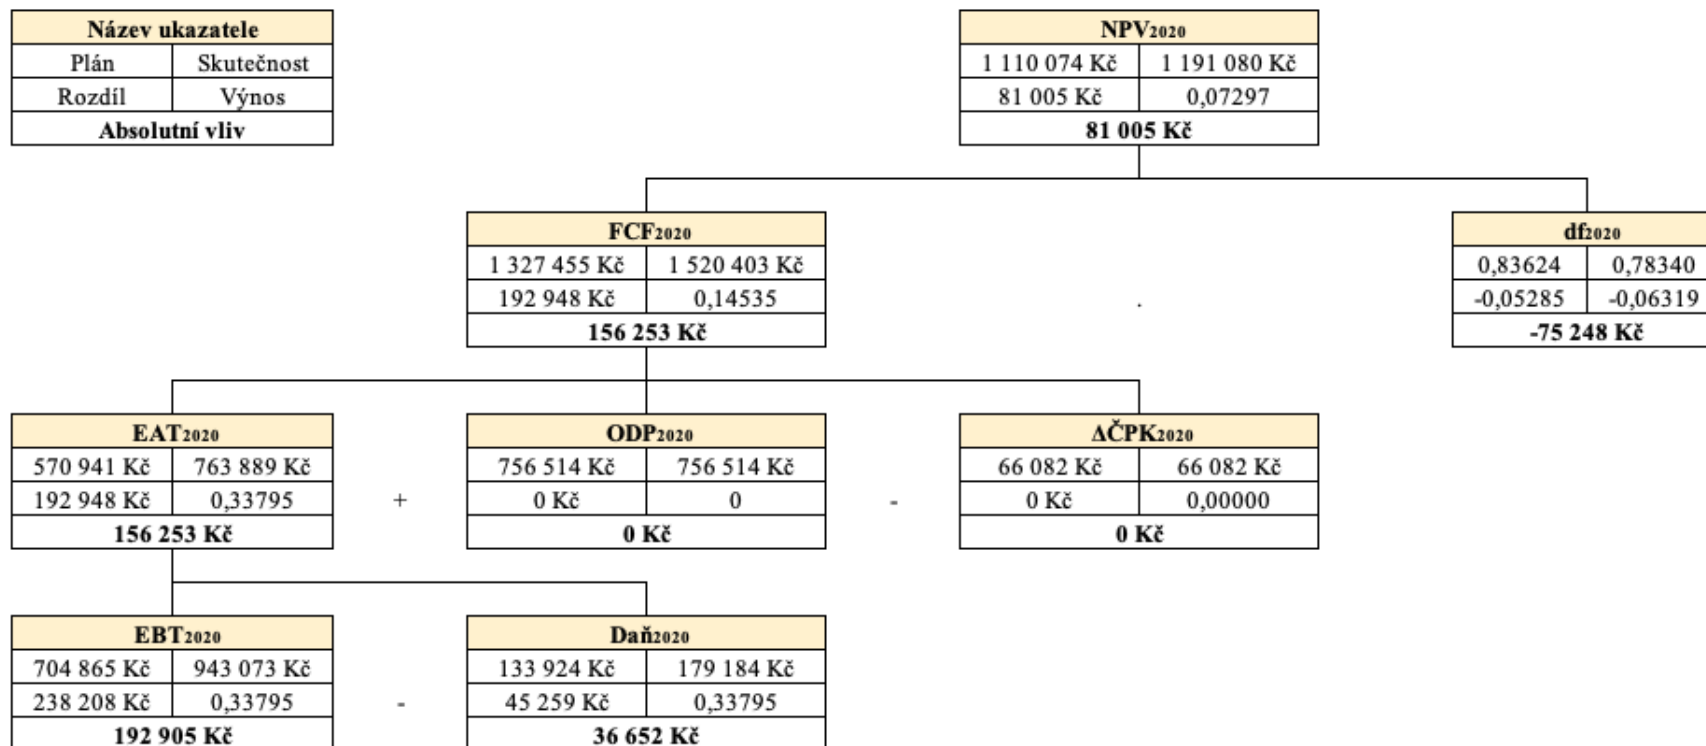 Název ukazatele
Plán Skutečnost
Rozdíl Výnos
Absolutní vliv
NPV2020
1 110 074 Kč 1 191 080 Kč
81 005 Kč 0,07297
81 005 Kč
FCF2020
1 327 455 Kč 1 520 403 Kč
192 948 Kč 0,14535
156 253 Kč
.
df2020
0,83624 0,78340
-0,05285 -0,06319
-75 248 Kč
EAT2020
570 941 Kč 763 889 Kč
192 948 Kč 0,33795
156 253 Kč
+
ODP2020
756 514 Kč 756 514 Kč
0 Kč 0
0 Kč
-
ΔČPK2020
66 082 Kč 66 082 Kč
0 Kč 0,00000
0 Kč
EBT2020
704 865 Kč 943 073 Kč
238 208 Kč 0,33795
192 905 Kč
-
Daň2020
133 924 Kč 179 184 Kč
45 259 Kč 0,33795
36 652 Kč